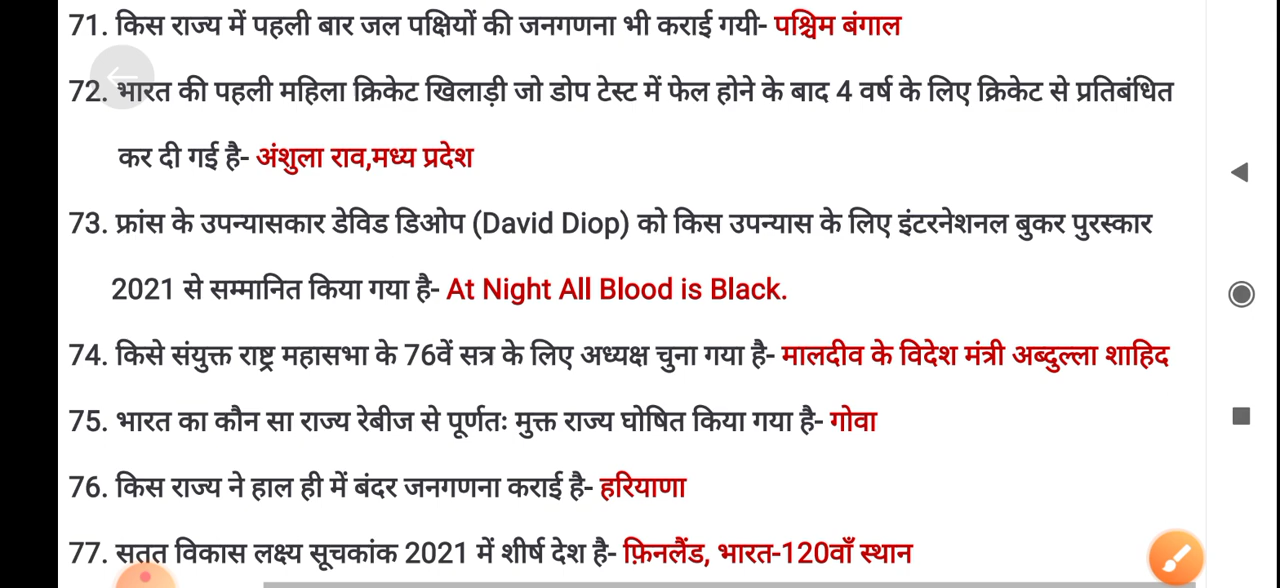 71. किस राज्य में पहली बार जल पक्षियों की जनगणना भी कराई गयी- पश्चिम बंगाल
72. भारत की पहली महिला क्रिकेट खिलाड़ी जो डोप टेस्ट में फेल होने के बाद 4 वर्ष के लिए क्रिकेट से प्रतिबंधित
कर दी गई है- अंशुला राव,मध्य प्रदेश
73. फ्रांस के उपन्यासकार डेविड डिओप (David Diop) को किस उपन्यास के लिए इंटरनेशनल बुकर पुरस्कार
2021 से सम्मानित किया गया है- At Night All Blood is Black.
74. किसे संयुक्त राष्ट्र महासभा के 76वें सत्र के लिए अध्यक्ष चुना गया है- मालदीव के विदेश मंत्री अब्दुल्ला शाहिद
75. भारत का कौन सा राज्य रेबीज से पूर्णतः मुक्त राज्य घोषित किया गया है- गोवा
76. किस राज्य ने हाल ही में बंदर जनगणना कराई है- हरियाणा
77. सतत विकास लक्ष्य सूचकांक 2021 में शीर्ष देश है- फ़िनलैंड, भारत-120वाँ स्थान